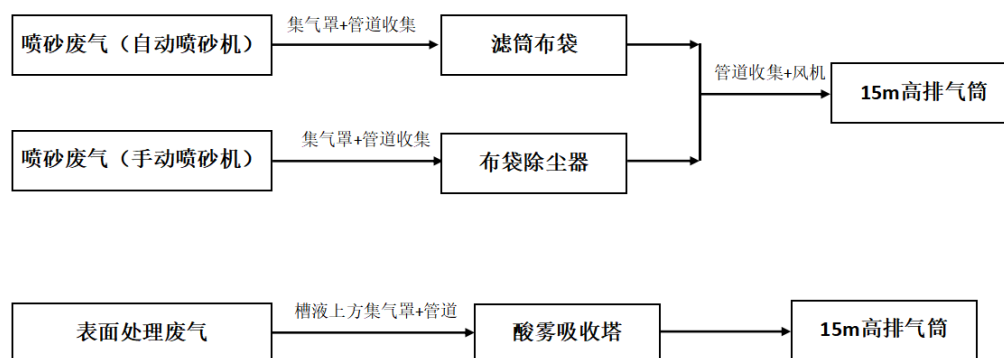 喷砂废气（自动喷砂机）
集气罩+管道收集
滤筒布袋
管道收集+风机
15m高排气筒
喷砂废气（手动喷砂机）
集气罩+管道收集
布袋除尘器
表面处理废气
槽液上方集气罩+管道
酸雾吸收塔
15m高排气筒